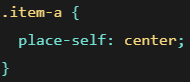 .item-a {
  place-self: center;
}